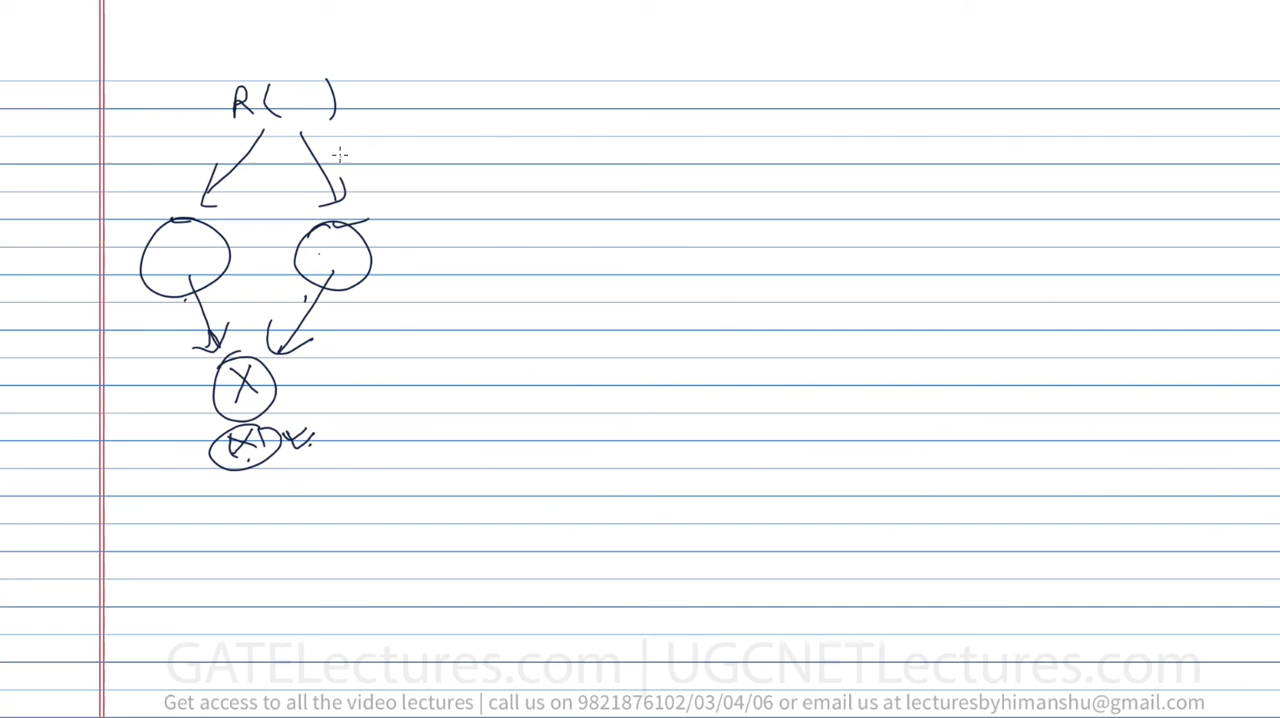 R( )
X
GATELectures.com | UGCNETLectures.com
Get access to all the video lectures | call us on 9821876102/03/04/06 or email us at lecturesbyhimanshu@gmail.com